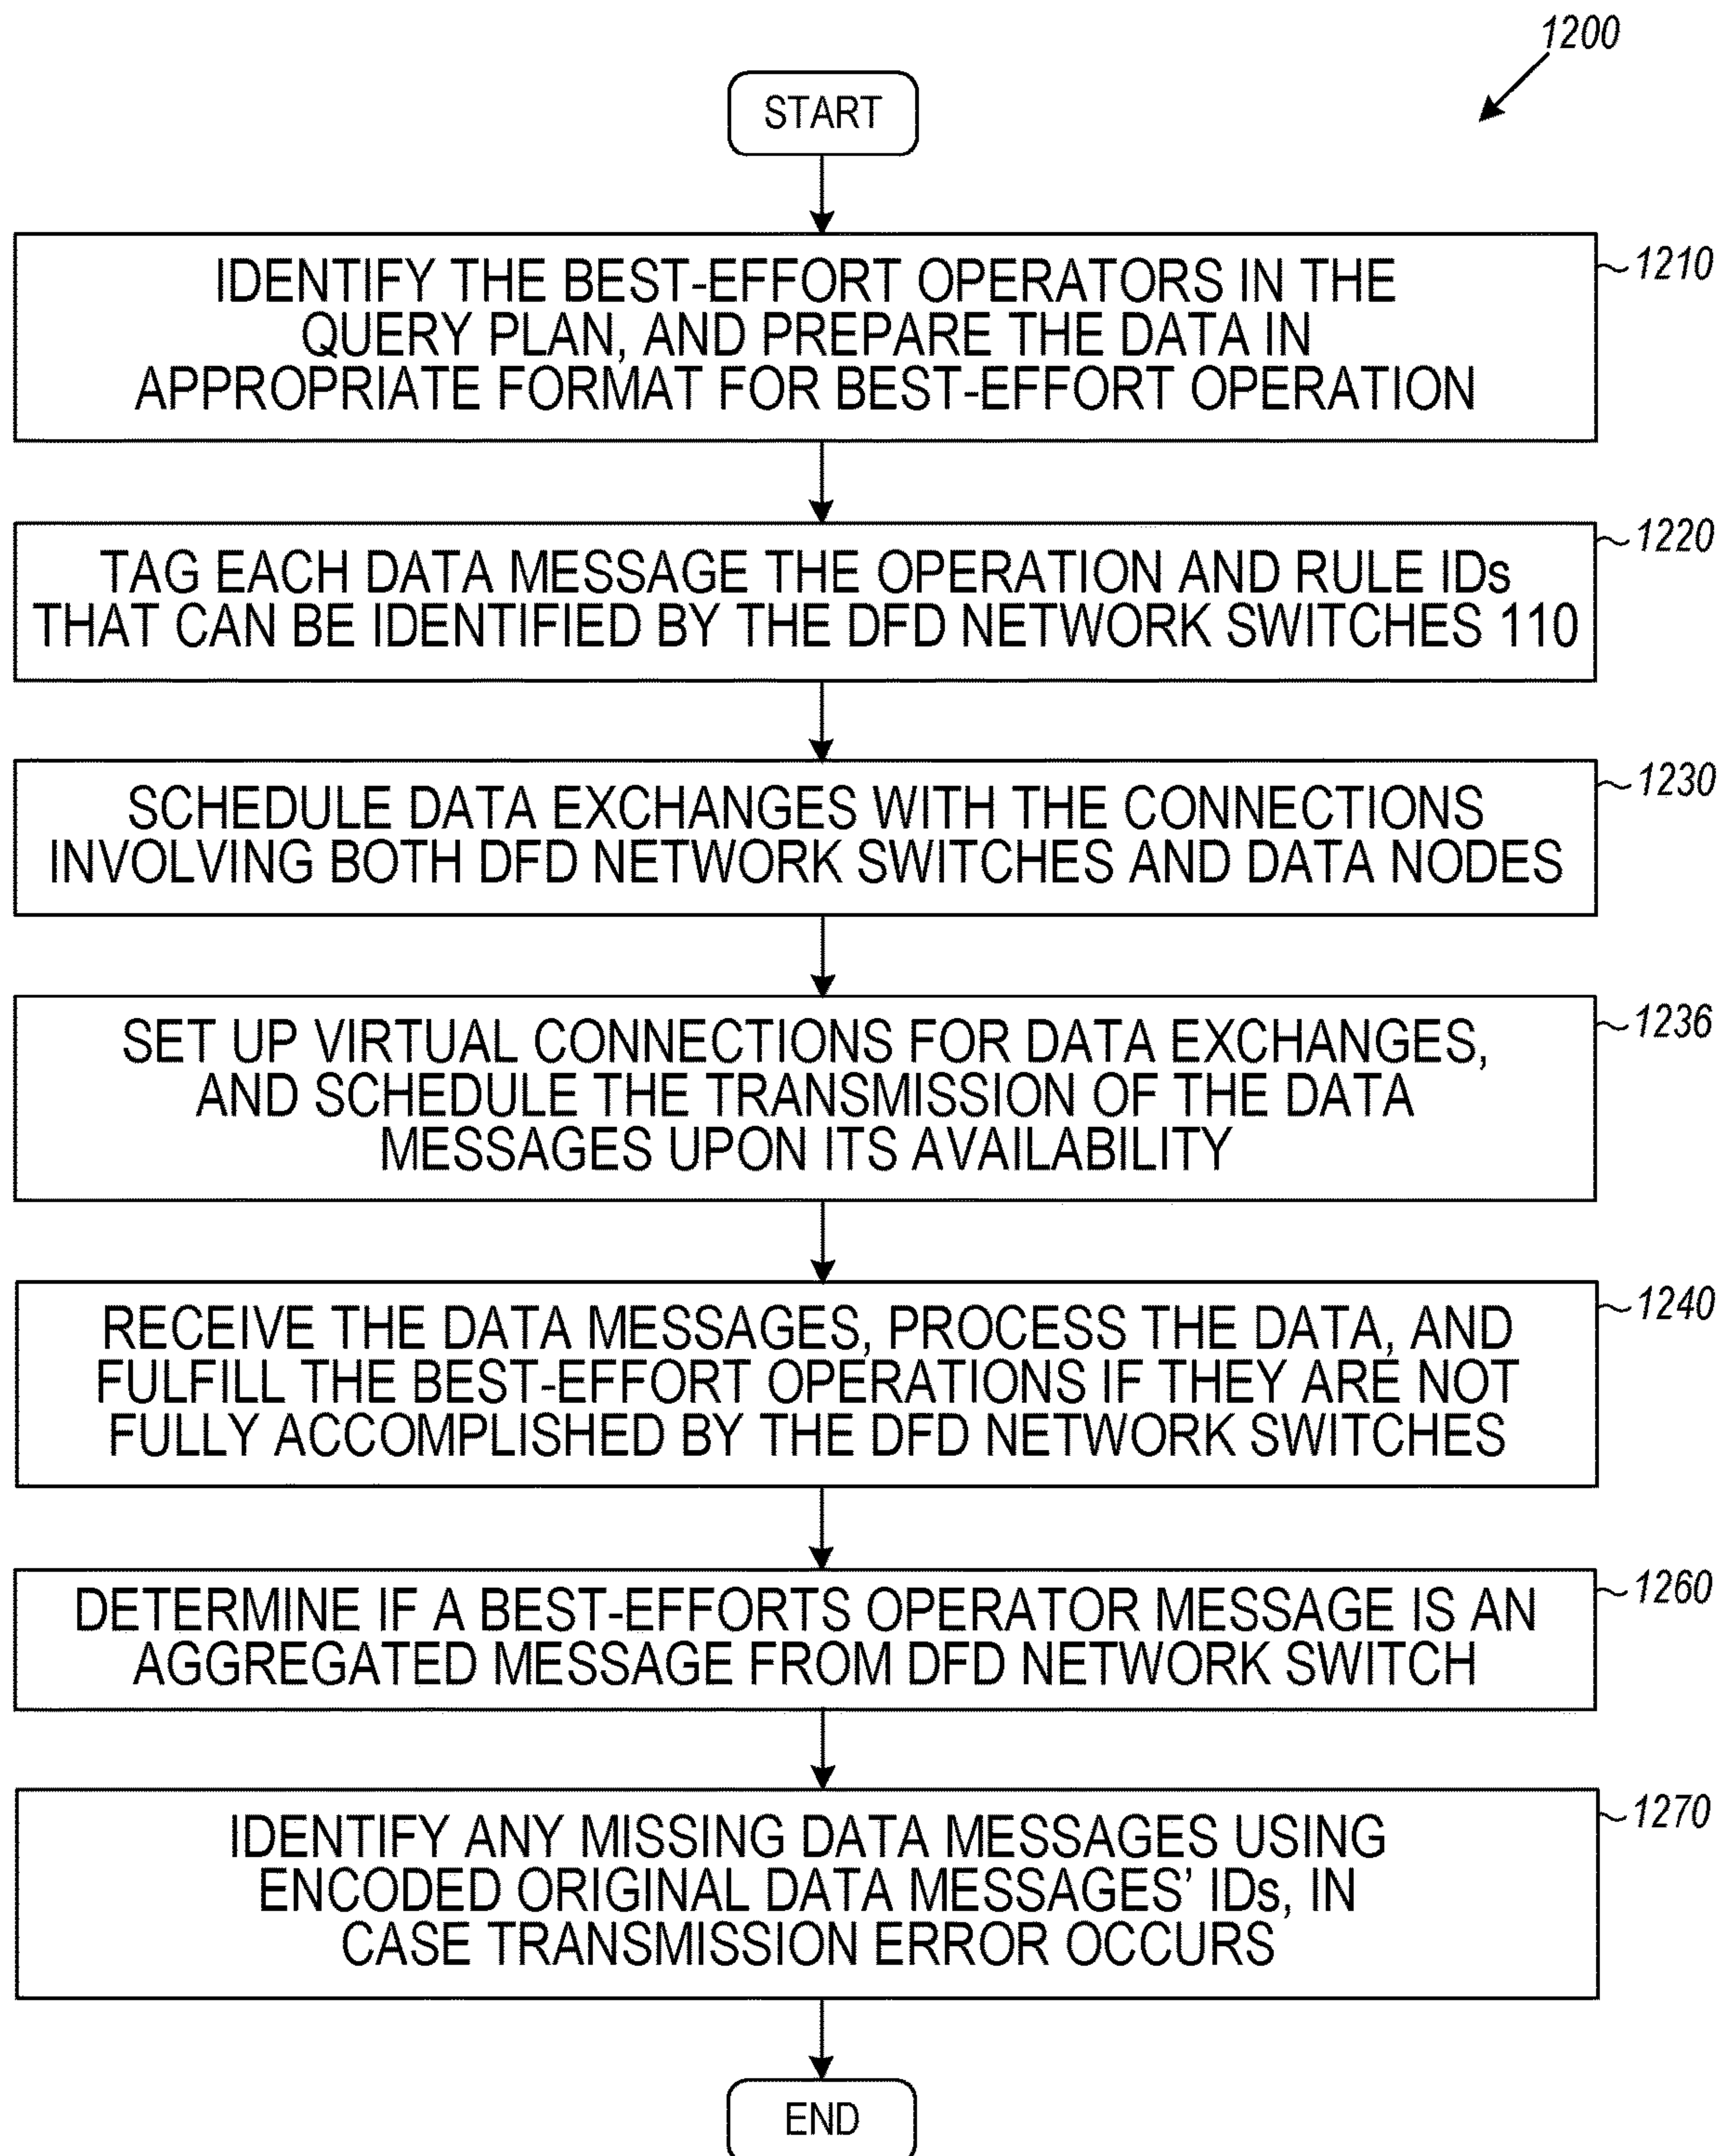 1200
START
IDENTIFY THE BEST-EFFORT OPERATORS IN THE
QUERY PLAN, AND PREPARE THE DATA IN
APPROPRIATE FORMAT FOR BEST-EFFORT OPERATION
1210
TAG EACH DATA MESSAGE THE OPERATION AND RULE IDs
THAT CAN BE IDENTIFIED BY THE DFD NETWORK SWITCHES 110
1220
SCHEDULE DATA EXCHANGES WITH THE CONNECTIONS
INVOLVING BOTH DFD NETWORK SWITCHES AND DATA NODES
1230
SET UP VIRTUAL CONNECTIONS FOR DATA EXCHANGES,
AND SCHEDULE THE TRANSMISSION OF THE DATA
MESSAGES UPON ITS AVAILABILITY
1236
RECEIVE THE DATA MESSAGES, PROCESS THE DATA, AND
FULFILL THE BEST-EFFORT OPERATIONS IF THEY ARE NOT
FULLY ACCOMPLISHED BY THE DFD NETWORK SWITCHES
1240
DETERMINE IF A BEST-EFFORTS OPERATOR MESSAGE IS AN
AGGREGATED MESSAGE FROM DFD NETWORK SWITCH
1260
IDENTIFY ANY MISSING DATA MESSAGES USING
ENCODED ORIGINAL DATA MESSAGES’ IDs, IN
CASE TRANSMISSION ERROR OCCURS
1270
END